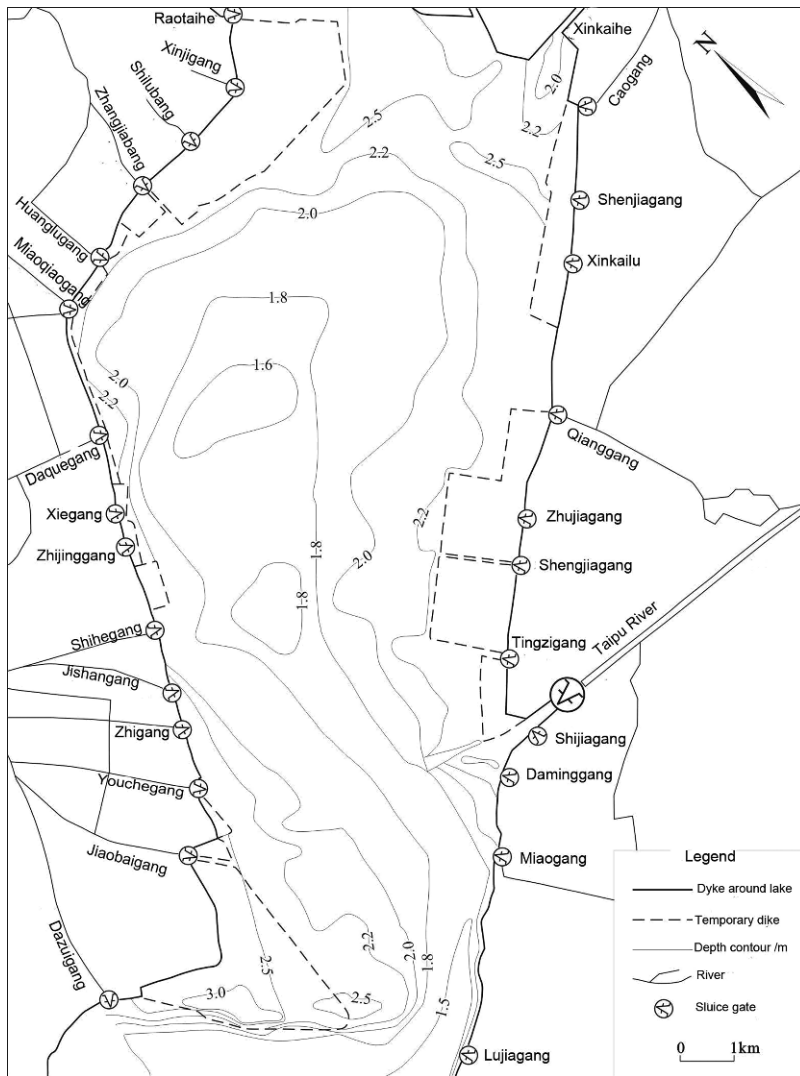 Raotaihe
Xinjigang
Shilubang
Zhangjiabang
Huanglugang
Miaoqiaogang
Xinkaihe
Caogang
N
2.0
2.2
2.5
2.2
2.5
2.0
Shenjiagang
Xinkailu
1.8
1.6
2.0
2.2
Qianggang
Daquegang
Xiegang
Zhijinggang
2.2
1.8
2.0
1.8
Zhujiagang
Shengjiagang
Shihegang
Tingzigang
Taipu River
Jishangang
Zhigang
Youchegang
Jiaobaigang
Shijiagang
Daminggang
Miaogang
Dazuigang
2.5
2.2
2.0
1.8
1.5
3.0
2.5
Lujiagang
Legend
Dyke around lake
Temporary dike
Depth contour /m
River
Sluice gate
0 1km